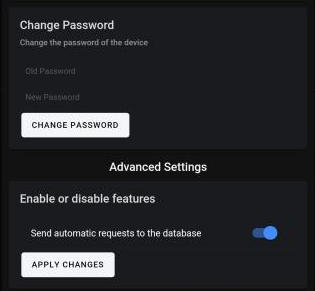 Change Password
Change the password of the device
Old Password
New Password
CHANGE PASSWORD
Advanced Settings
Enable or disable features
Send automatic requests to the database
APPLY CHANGES